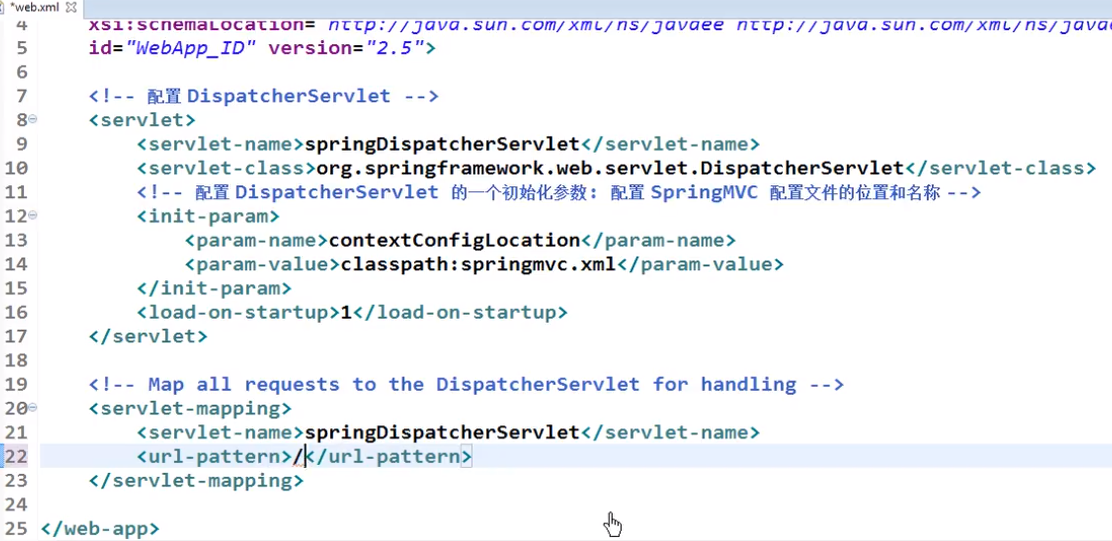 *web.xml
4 xsi:schemaLocation="http://java.sun.com/xml/ns/javaee http://java.sun.com/xml/ns/javae
5 id="WebApp_ID" version="2.5">
6
7 <!-- 配置 DispatcherServlet -->
8 <servlet>
9 <servlet-name>springDispatcherServlet</servlet-name>
10 <servlet-class>org.springframework.web.servlet.DispatcherServlet</servlet-class>
11 <!-- 配置 DispatcherServlet 的一个初始化参数: 配置 SpringMVC 配置文件的位置和名称 -->
12 <init-param>
13 <param-name>contextConfigLocation</param-name>
14 <param-value>classpath:springmvc.xml</param-value>
15 </init-param>
16 <load-on-startup>1</load-on-startup>
17 </servlet>
18
19 <!-- Map all requests to the DispatcherServlet for handling -->
20 <servlet-mapping>
21 <servlet-name>springDispatcherServlet</servlet-name>
22 <url-pattern>/</url-pattern>
23 </servlet-mapping>
24
25 </web-app>